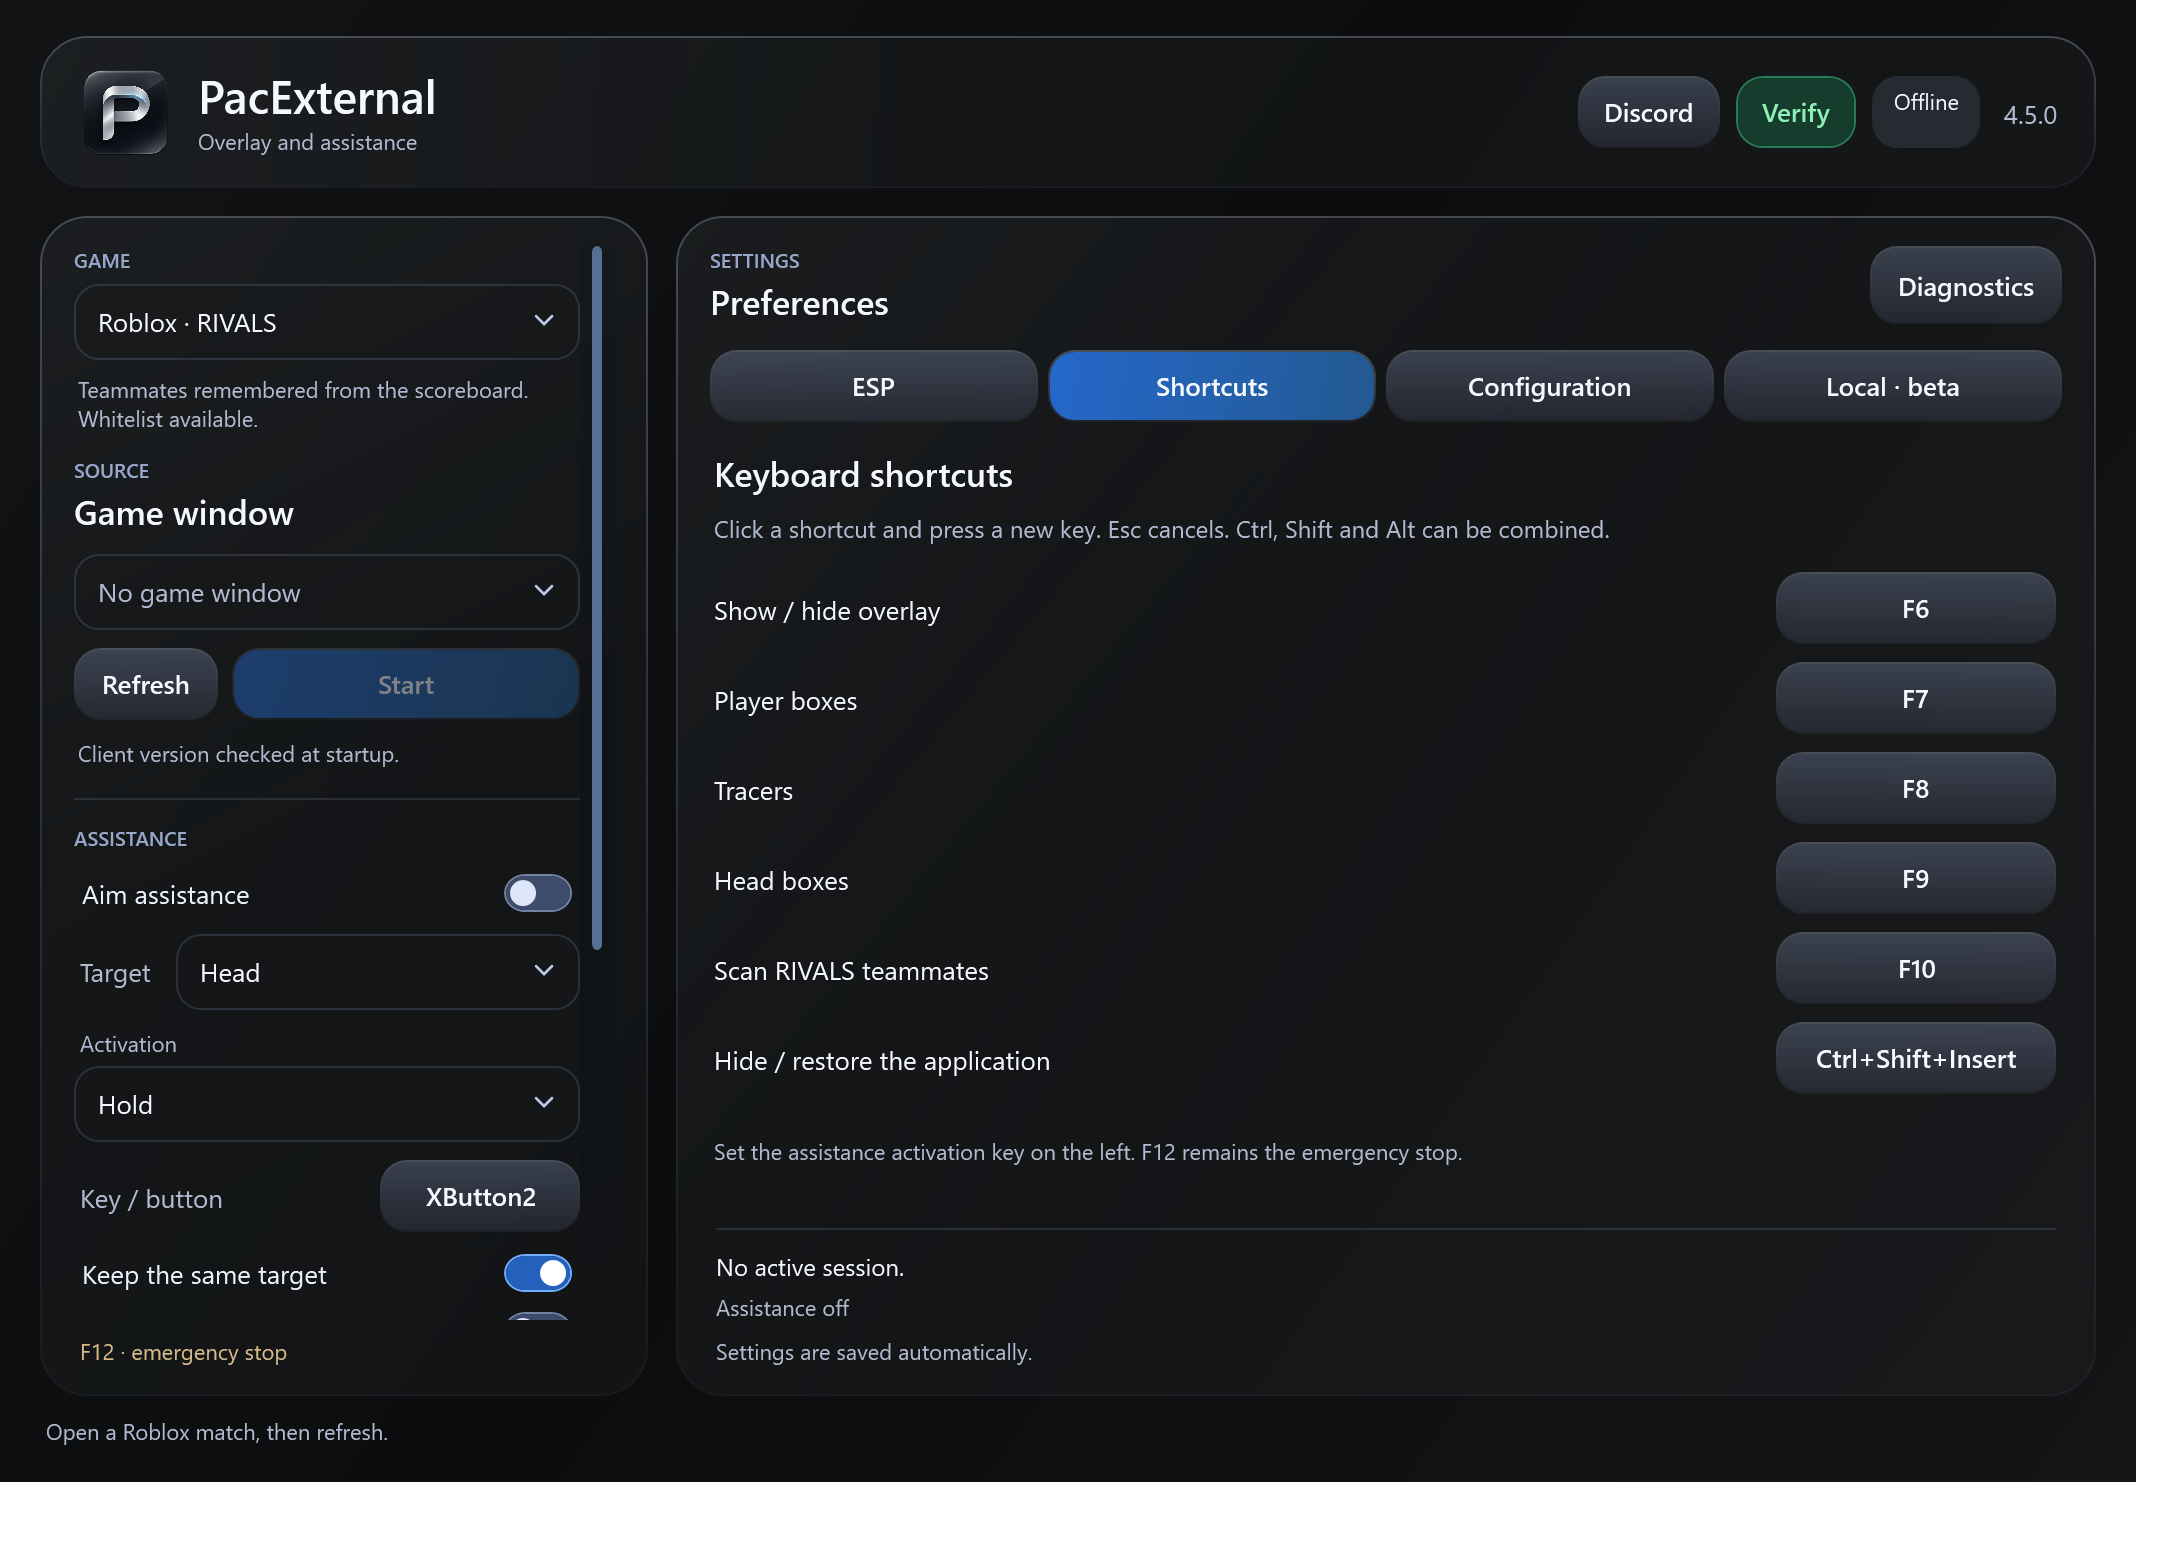 PacExternal
Overlay and assistance
Discord
Verify
Offline
4.5.0
GAME
Roblox · RIVALS
Teammates remembered from the scoreboard.
Whitelist available.
SOURCE
Game window
No game window
Refresh
Start
Client version checked at startup.
ASSISTANCE
Aim assistance
Target
Head
Activation
Hold
Key / button
XButton2
Keep the same target
F12 · emergency stop
SETTINGS
Preferences
Diagnostics
ESP
Shortcuts
Configuration
Local · beta
Keyboard shortcuts
Click a shortcut and press a new key. Esc cancels. Ctrl, Shift and Alt can be combined.
Show / hide overlay
F6
Player boxes
F7
Tracers
F8
Head boxes
F9
Scan RIVALS teammates
F10
Hide / restore the application
Ctrl+Shift+Insert
Set the assistance activation key on the left. F12 remains the emergency stop.
No active session.
Assistance off
Settings are saved automatically.
Open a Roblox match, then refresh.